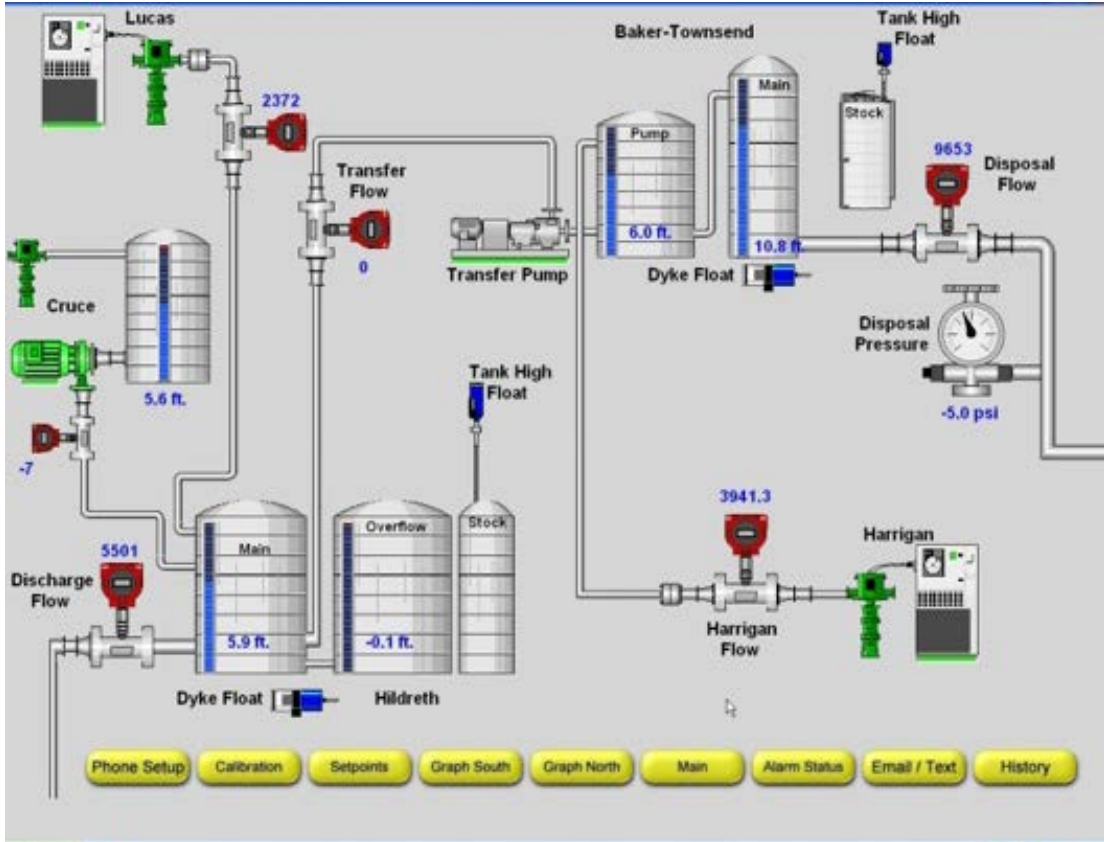 Lucas
2372
Baker-Townsend
Tank High
Float
Main
Stock
Pump
9653
Disposal
Flow
Transfer
Flow
0
6.0 ft.
10.8 ft.
Transfer Pump
Dyke Float
Cruce
5.6 ft.
Disposal
Pressure
-5.0 psi
Tank High
Float
-7
Main
Overflow
Stock
3941.3
Harrigan
5501
Discharge
Flow
5.9 ft.
-0.1 ft.
Harrigan
Flow
Dyke Float
Hildreth
Phone Setup
Calibration
Setpoints
Graph South
Graph North
Main
Alarm Status
Email / Text
History